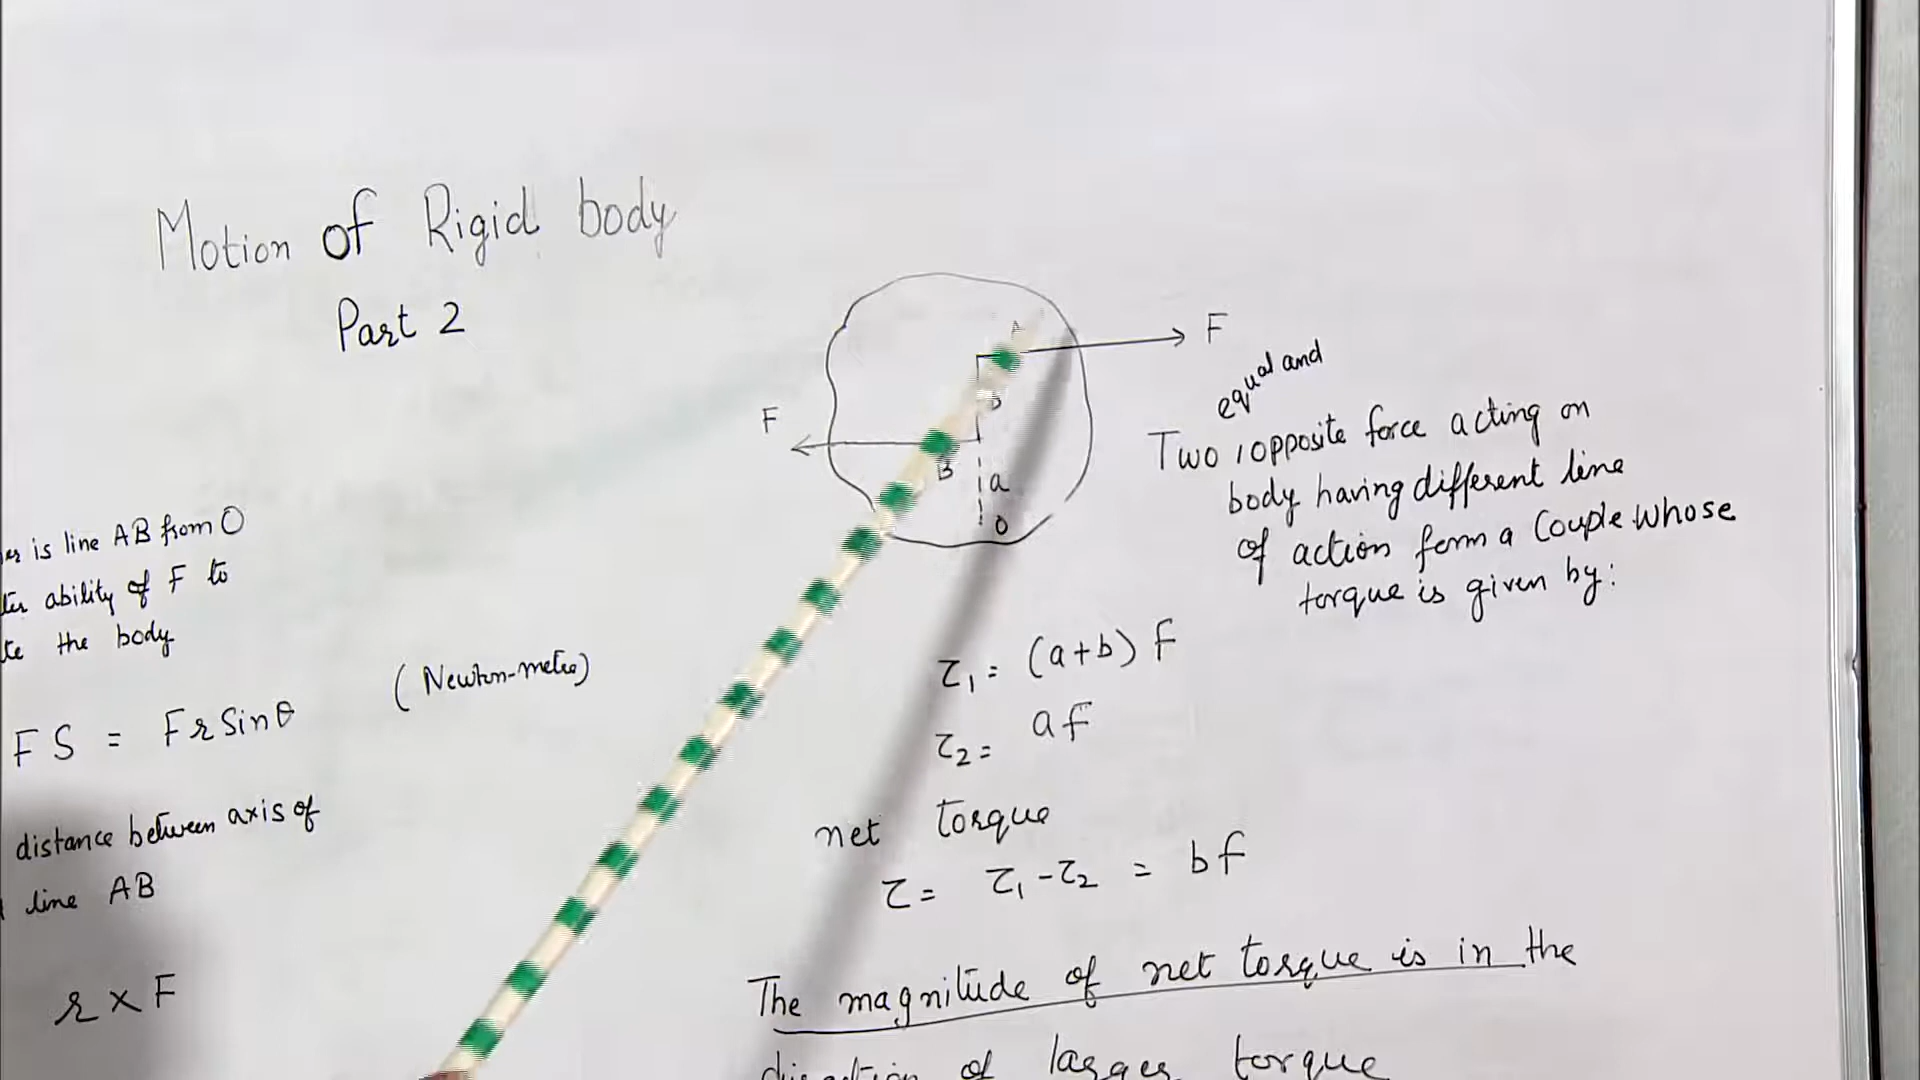 Motion of Rigid body
Part 2
is line AB from O
ability of F to
the body
(Newton-metre)
FS = Fr Sinθ
distance between axis of
line AB
r × F
A
F
b
F
B
a
O
equal and
Two opposite force acting on
body having different line
of action form a Couple whose
torque is given by:
τ1 = (a+b) F
τ2 = aF
net torque
τ = τ1 - τ2 = bF
The magnitude of net torque is in the
direction of larger torque